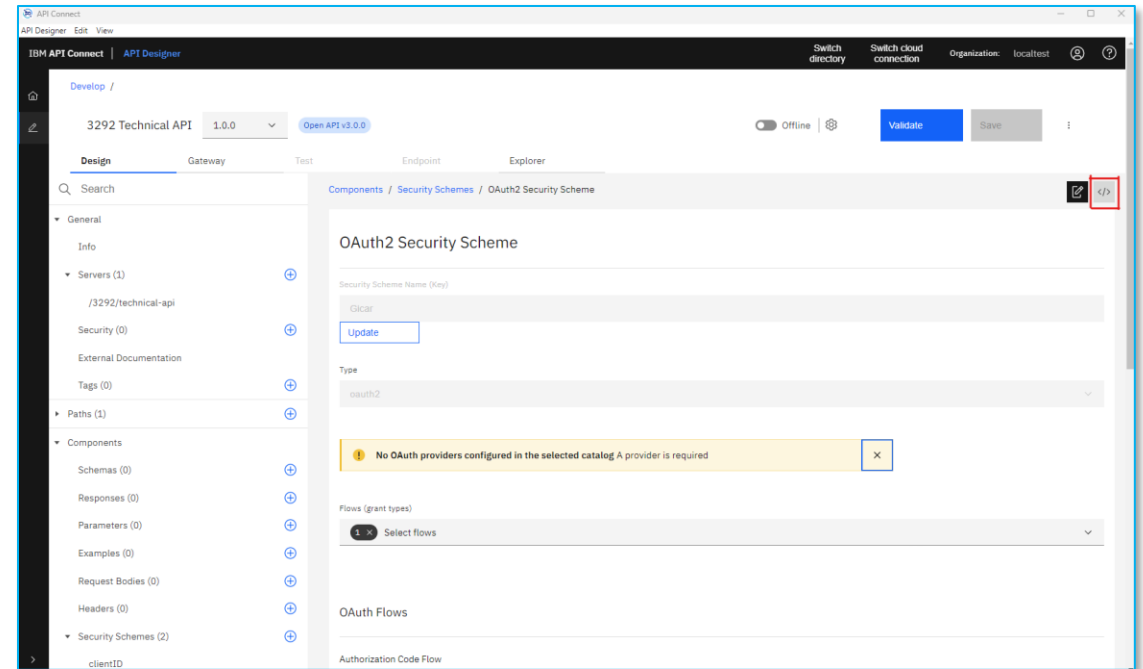 API Connect
API Designer Edit View
IBM API Connect | API Designer
Switch directory
Switch cloud connection
Organization: localtest
Develop /
3292 Technical API
1.0.0
Open API v3.0.0
Offline
Validate
Save
Design
Gateway
Test
Endpoint
Explorer
Search
Components / Security Schemes / OAuth2 Security Scheme
</>
General
Info
Servers (1)
/3292/technical-api
Security (0)
External Documentation
Tags (0)
Paths (1)
Components
Schemas (0)
Responses (0)
Parameters (0)
Examples (0)
Request Bodies (0)
Headers (0)
Security Schemes (2)
clientID
OAuth2 Security Scheme
Security Scheme Name (Key)
Gicar
Update
Type
oauth2
No OAuth providers configured in the selected catalog A provider is required
Flows (grant types)
1 × Select flows
OAuth Flows
Authorization Code Flow